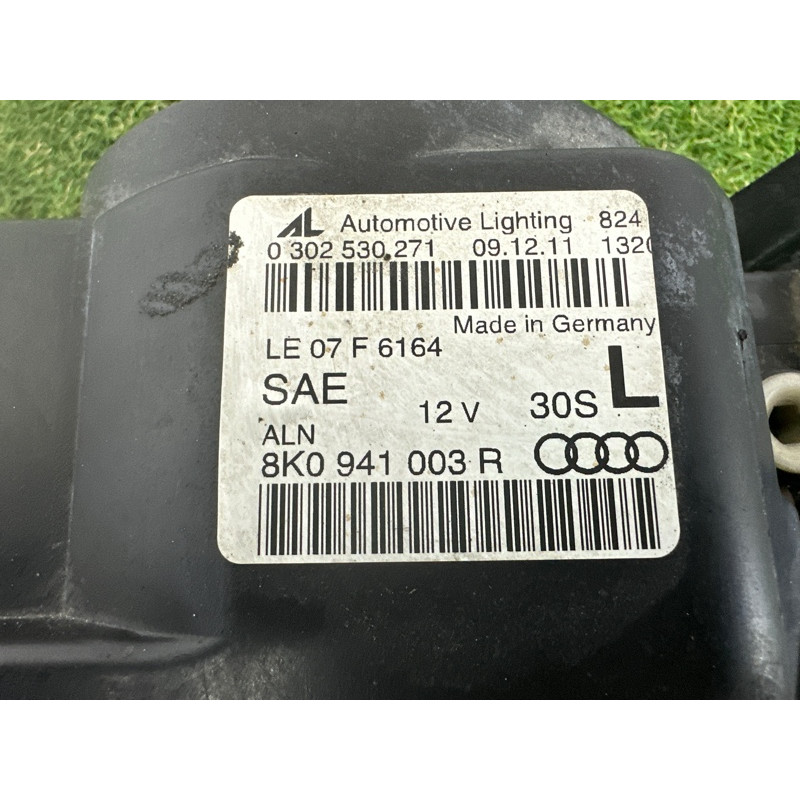 AL Automotive Lighting 824
0 302 530 271 09.12.11 1320
Made in Germany
LE 07 F 6164
SAE 12 V 30S L
ALN
8K0 941 003 R